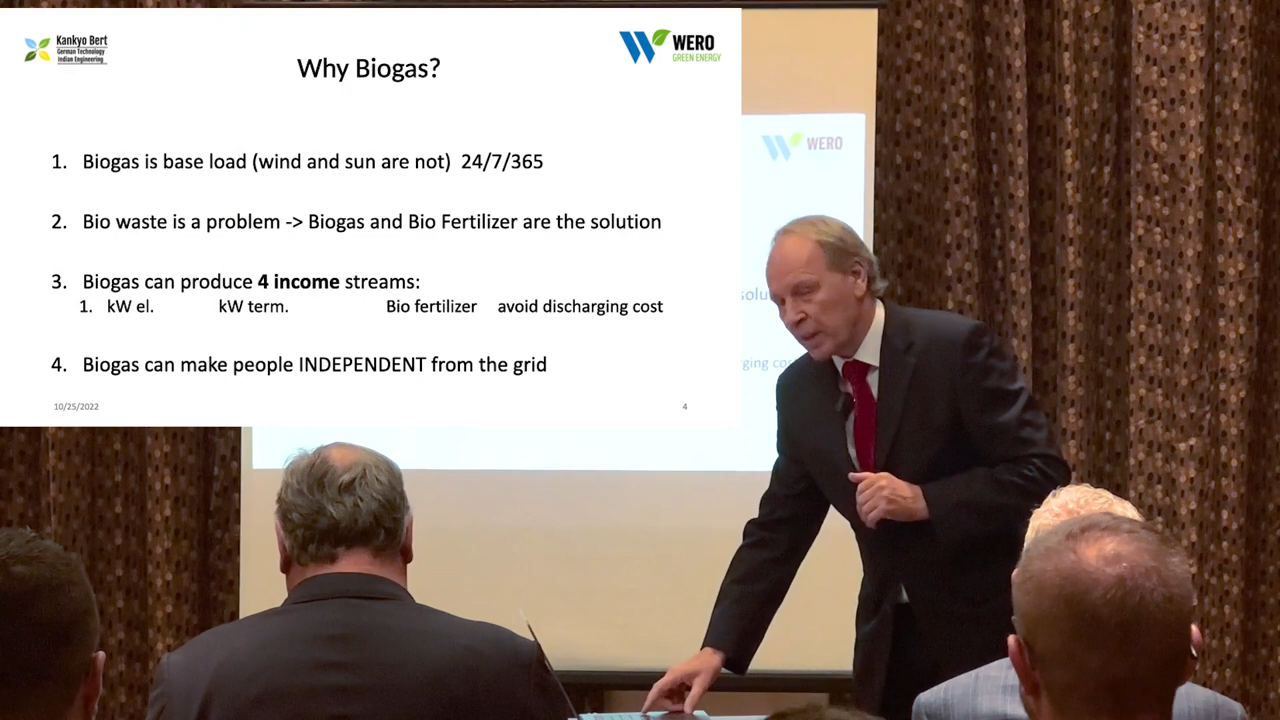 Kankyo Bert
German Technology
Indian Engineering
WERO
GREEN ENERGY
Why Biogas?
1. Biogas is base load (wind and sun are not) 24/7/365
2. Bio waste is a problem -> Biogas and Bio Fertilizer are the solution
3. Biogas can produce 4 income streams:
1. kW el. kW term. Bio fertilizer avoid discharging cost
4. Biogas can make people INDEPENDENT from the grid
10/25/2022
4
WERO
solu
ging cos